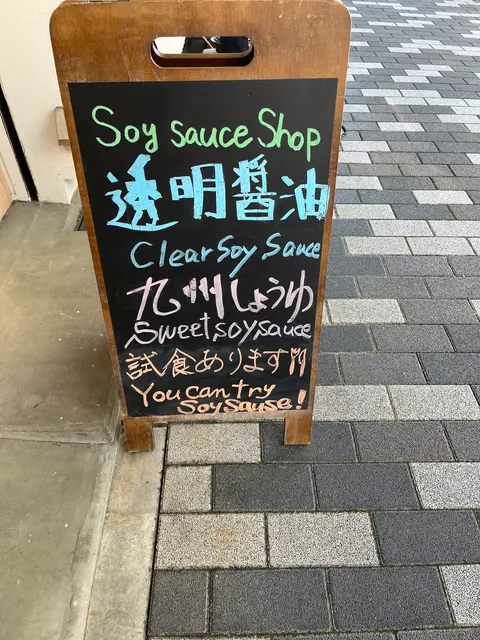 Soy Sauce Shop
透明醤油
Clear Soy Sauce
九州しょうゆ
Sweet soy sauce
試食あります!!
You can try
Soy Sause!